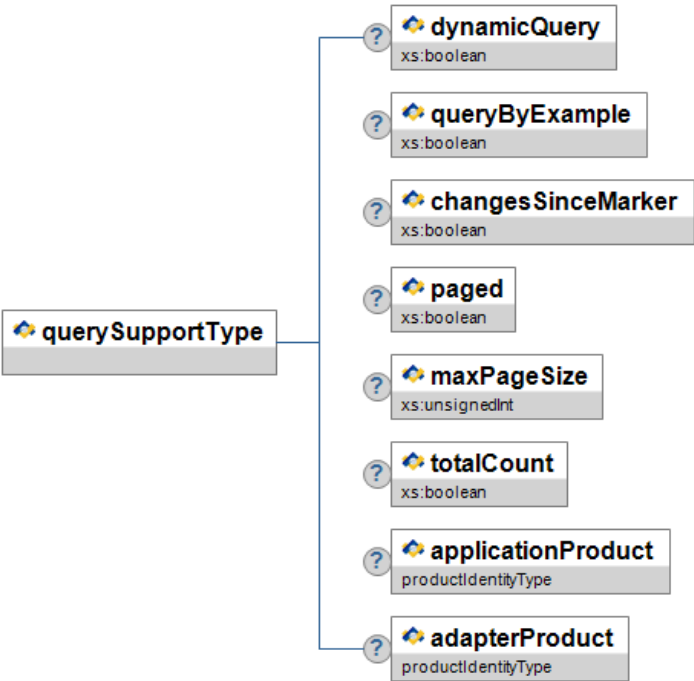 ?
dynamicQuery
xs:boolean
?
queryByExample
xs:boolean
?
changesSinceMarker
xs:boolean
?
paged
xs:boolean
querySupportType
?
maxPageSize
xs:unsignedInt
?
totalCount
xs:boolean
?
applicationProduct
productIdentityType
?
adapterProduct
productIdentityType